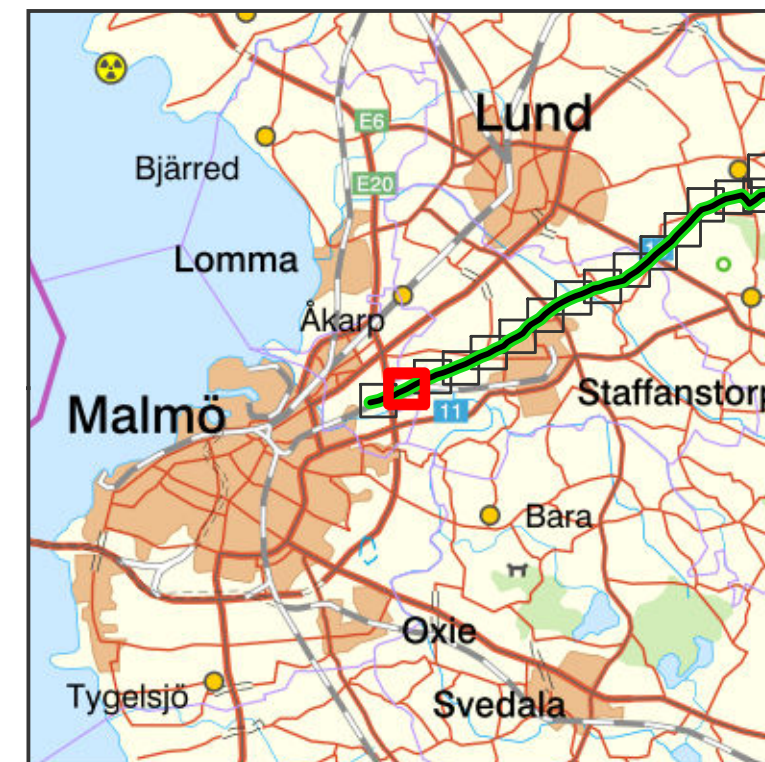 Lund
E6
Bjärred
E20
Lomma
Åkarp
Staffanstorp
11
Malmö
Bara
Oxie
Tygelsjö
Svedala